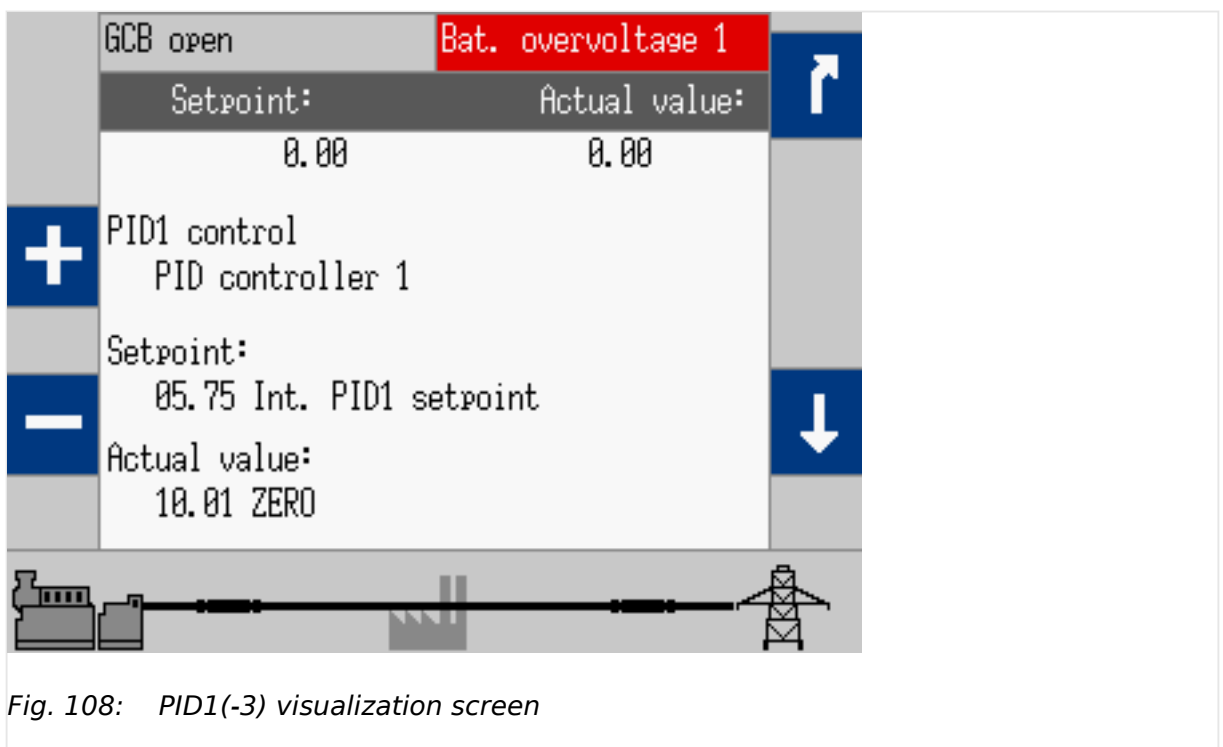 GCB open Bat. overvoltage 1
Setpoint: Actual value:
0.00 0.00
PID1 control
PID controller 1
Setpoint:
05.75 Int. PID1 setpoint
Actual value:
10.01 ZERO
Fig. 108: PID1(-3) visualization screen